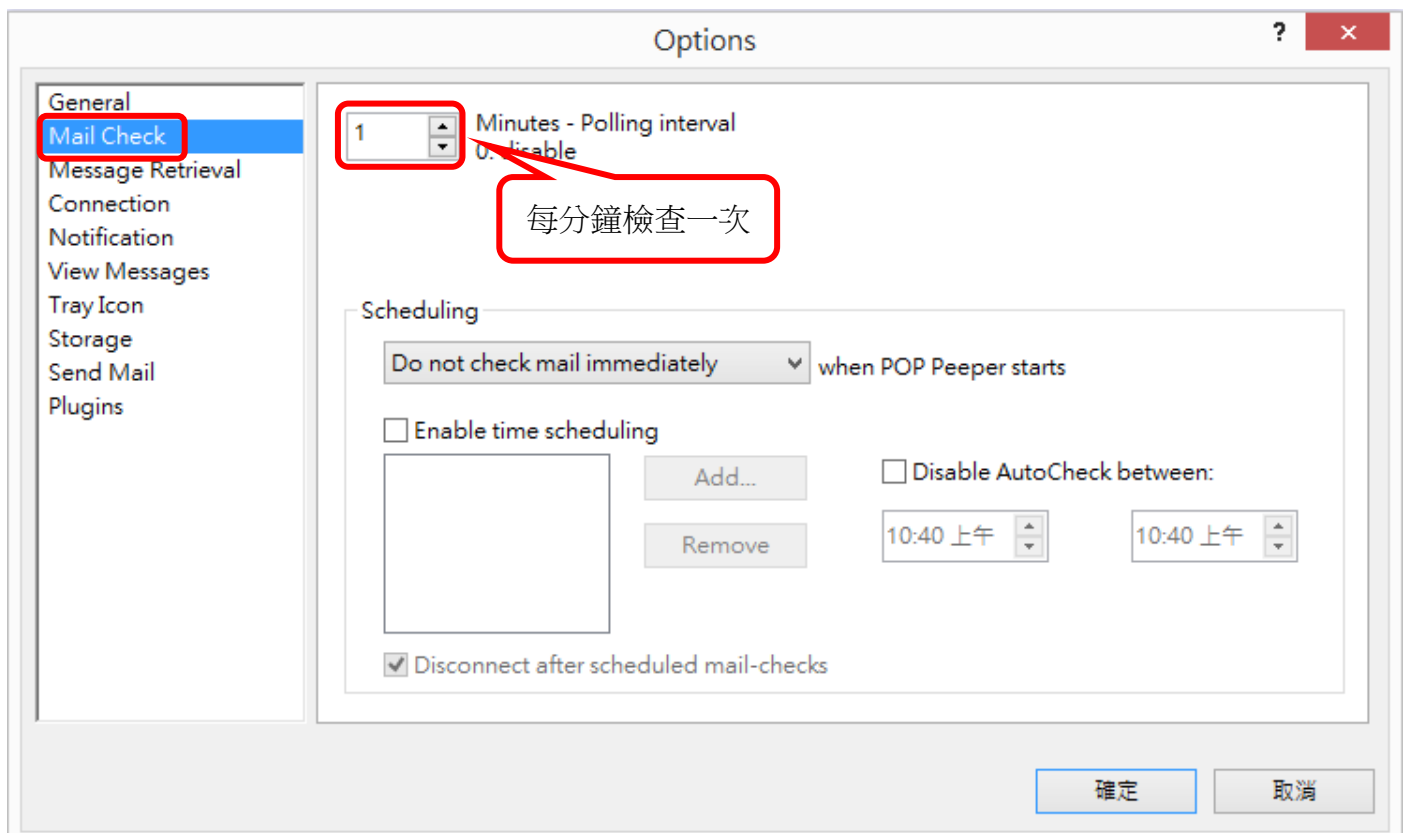 Options
?
General
Mail Check
Message Retrieval
Connection
Notification
View Messages
Tray Icon
Storage
Send Mail
Plugins
1
Minutes - Polling interval
0: disable
每分鐘檢查一次
Scheduling
Do not check mail immediately when POP Peeper starts
Enable time scheduling
Add...
Remove
Disable AutoCheck between:
10:40 上午 10:40 上午
Disconnect after scheduled mail-checks
確定 取消